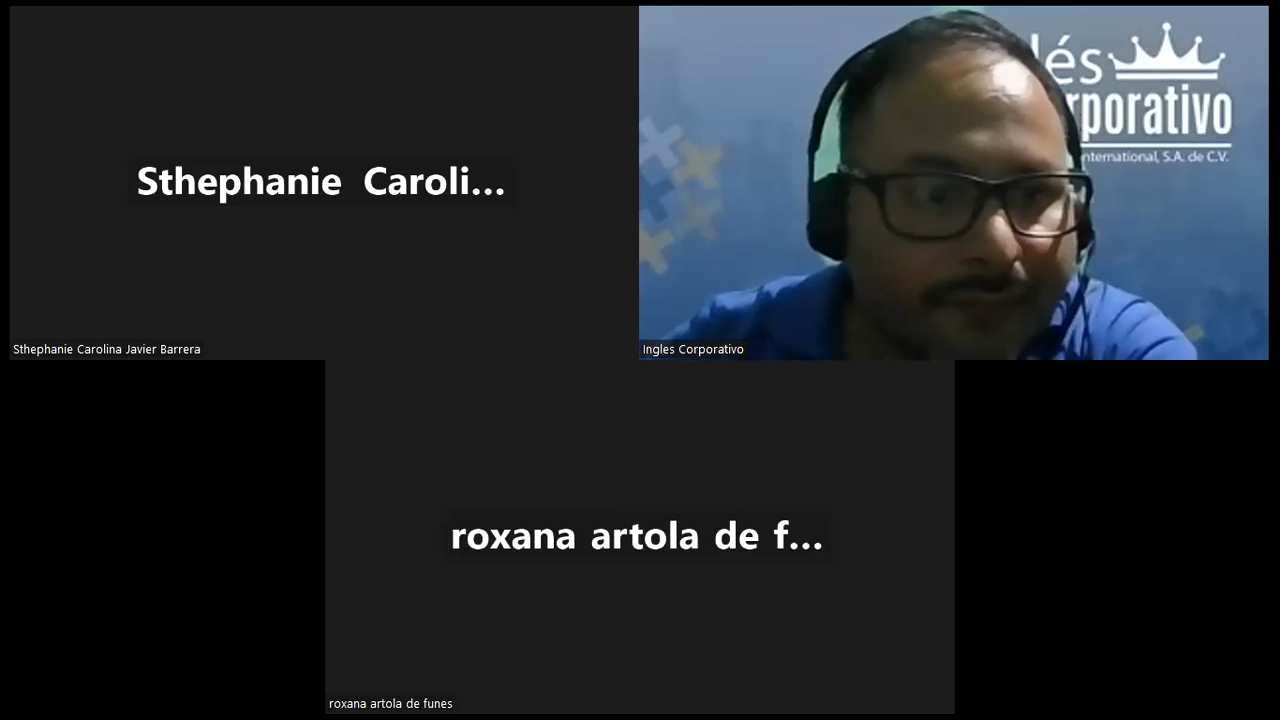 Sthephanie Caroli...
Sthephanie Carolina Javier Barrera
lés
rporativo
nternational, S.A. de C.V.
Ingles Corporativo
roxana artola de f...
roxana artola de funes